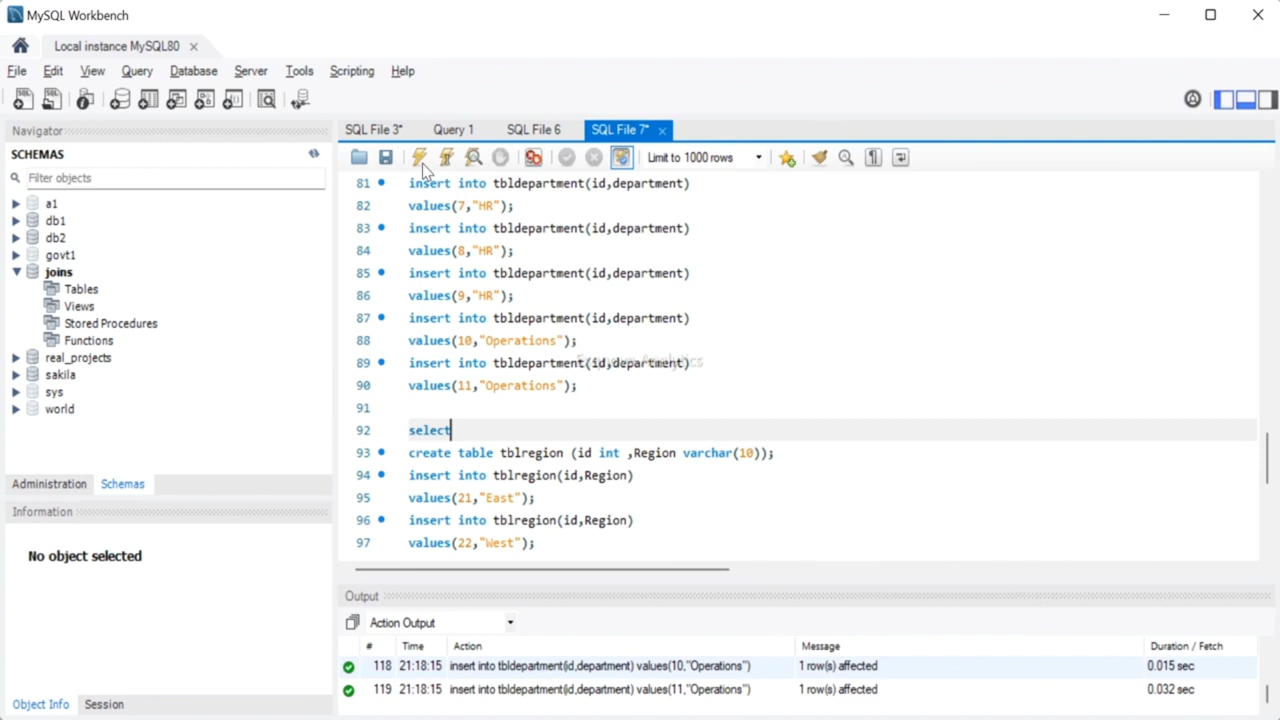 MySQL Workbench
Local instance MySQL80
File Edit View Query Database Server Tools Scripting Help
Navigator
SCHEMAS
Filter objects
a1
db1
db2
govt1
joins
Tables
Views
Stored Procedures
Functions
real_projects
sakila
sys
world
Administration Schemas
Information
No object selected
Object Info Session
SQL File 3* Query 1 SQL File 6 SQL File 7*
Limit to 1000 rows
81 insert into tbldepartment(id,department)
82 values(7,"HR");
83 insert into tbldepartment(id,department)
84 values(8,"HR");
85 insert into tbldepartment(id,department)
86 values(9,"HR");
87 insert into tbldepartment(id,department)
88 values(10,"Operations");
89 insert into tbldepartment(id,department)
90 values(11,"Operations");
91
92 select
93 create table tblregion (id int ,Region varchar(10));
94 insert into tblregion(id,Region)
95 values(21,"East");
96 insert into tblregion(id,Region)
97 values(22,"West");
Output
Action Output
# Time Action Message Duration / Fetch
118 21:18:15 insert into tbldepartment(id,department) values(10,"Operations") 1 row(s) affected 0.015 sec
119 21:18:15 insert into tbldepartment(id,department) values(11,"Operations") 1 row(s) affected 0.032 sec